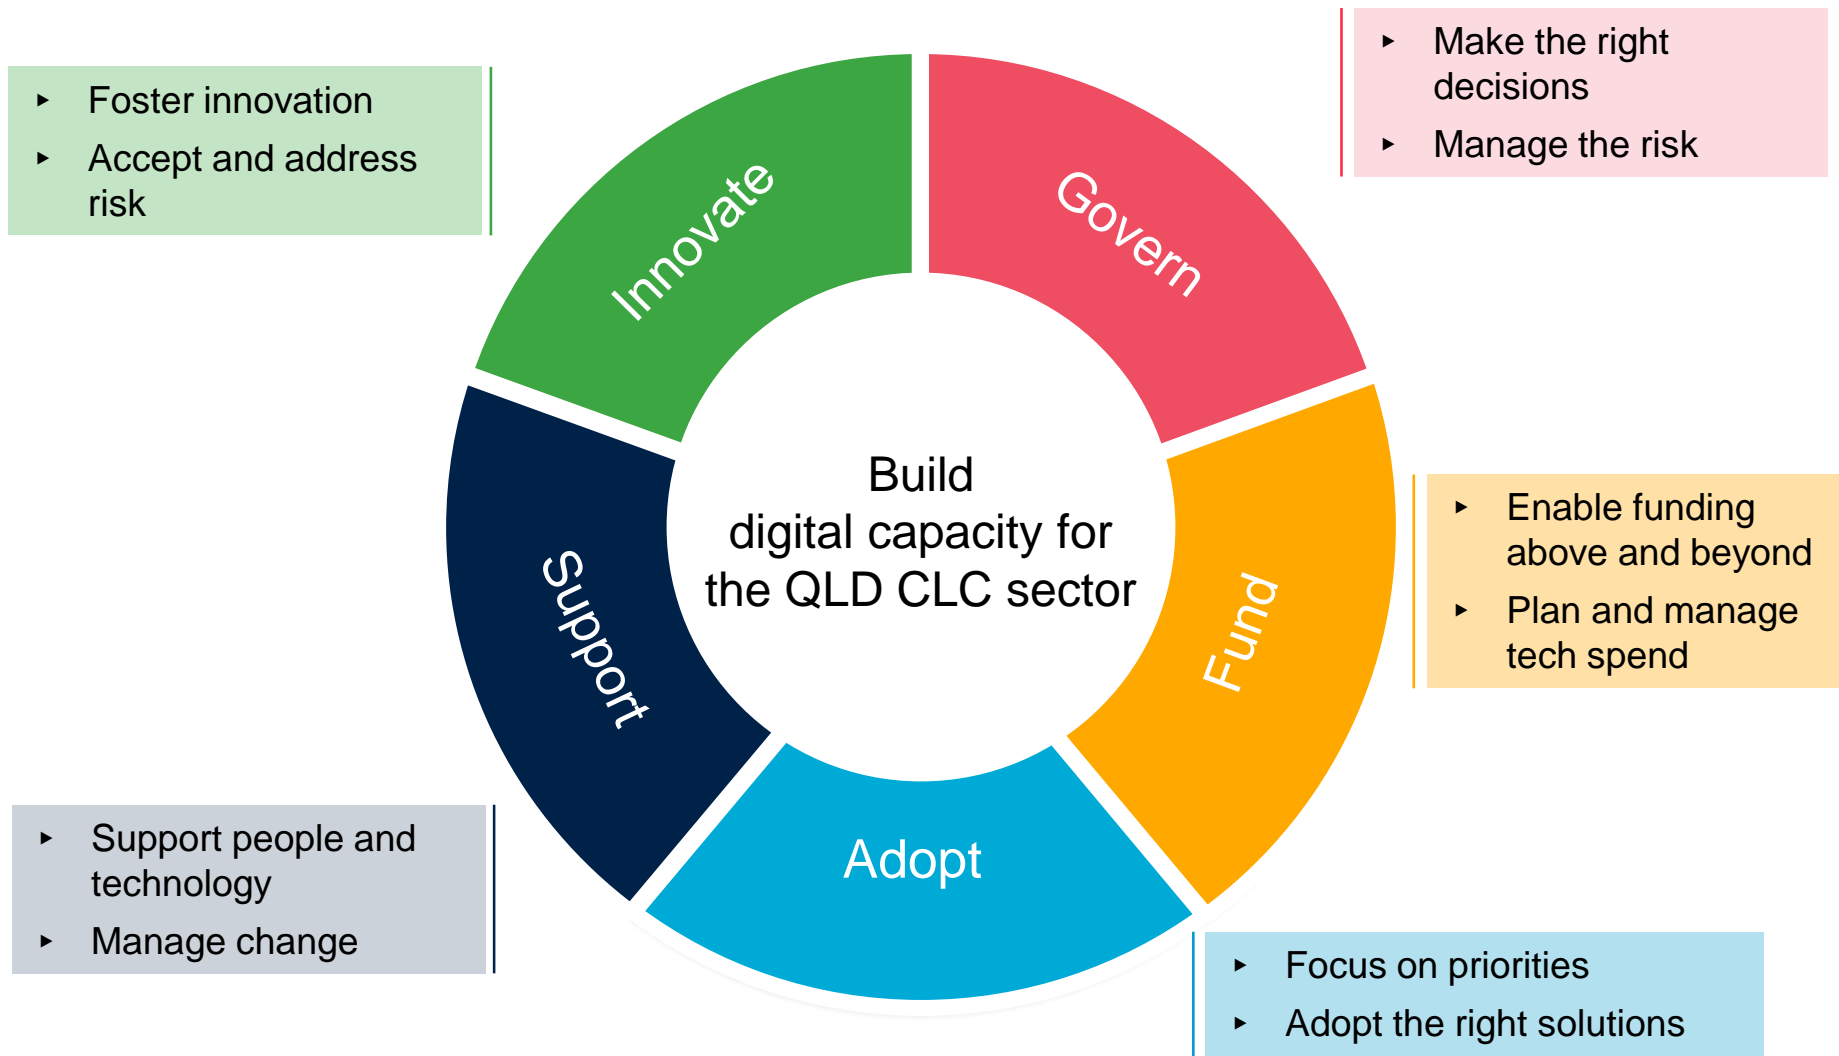 Make the right
decisions
Manage the risk
Foster innovation
Accept and address
risk
Innovate
Govern
Build
digital capacity for
the QLD CLC sector
Enable funding
above and beyond
Plan and manage
tech spend
Support
Fund
Adopt
Support people and
technology
Manage change
Focus on priorities
Adopt the right solutions